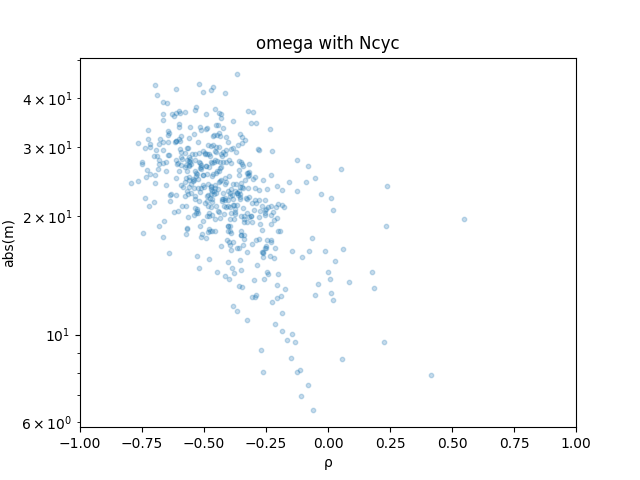 omega with Ncyc
abs(m)
4 × 10¹
3 × 10¹
2 × 10¹
10¹
6 × 10⁰
−1.00 −0.75 −0.50 −0.25 0.00 0.25 0.50 0.75 1.00
ρ